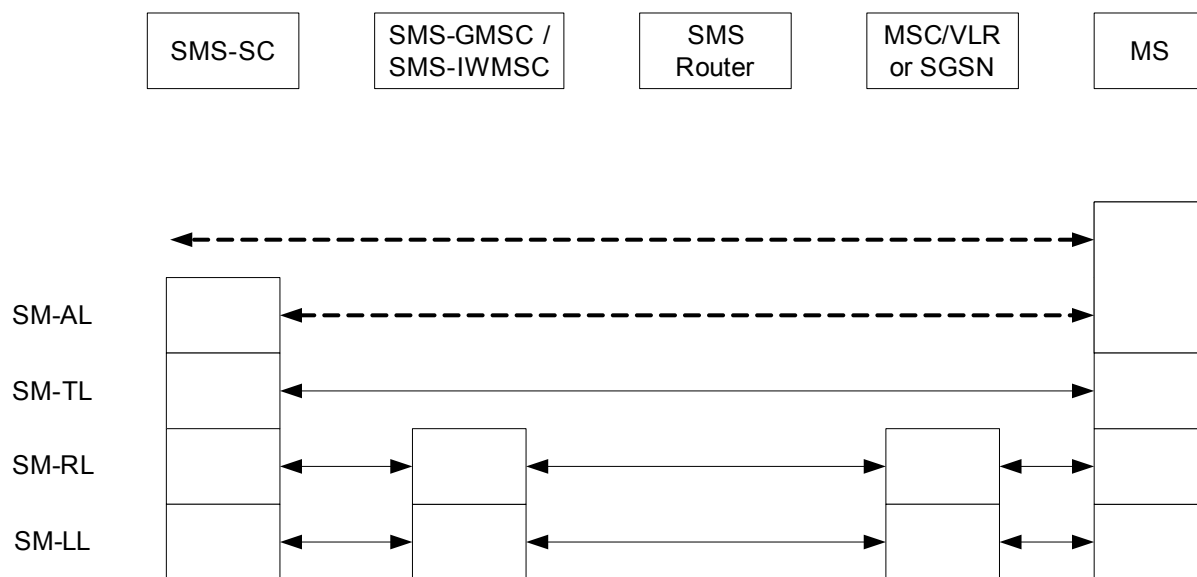 SMS-SC
SMS-GMSC /
SMS-IWMSC
SMS
Router
MSC/VLR
or SGSN
MS
SM-AL
SM-TL
SM-RL
SM-LL